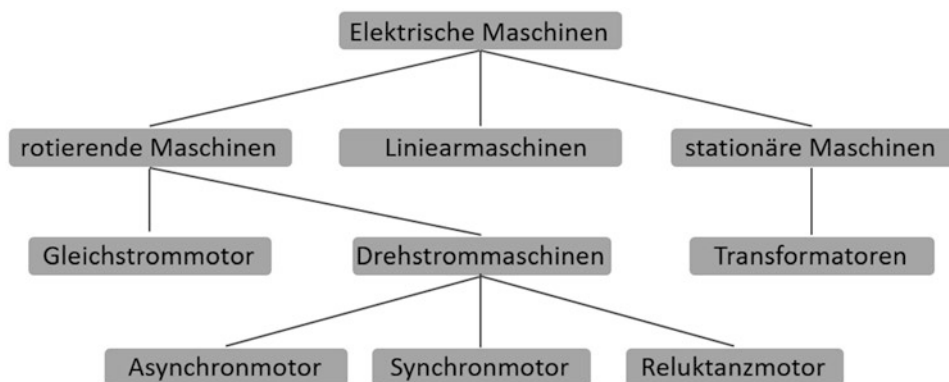 Elektrische Maschinen
rotierende Maschinen
Liniearmaschinen
stationäre Maschinen
Gleichstrommotor
Drehstrommaschinen
Transformatoren
Asynchronmotor
Synchronmotor
Reluktanzmotor